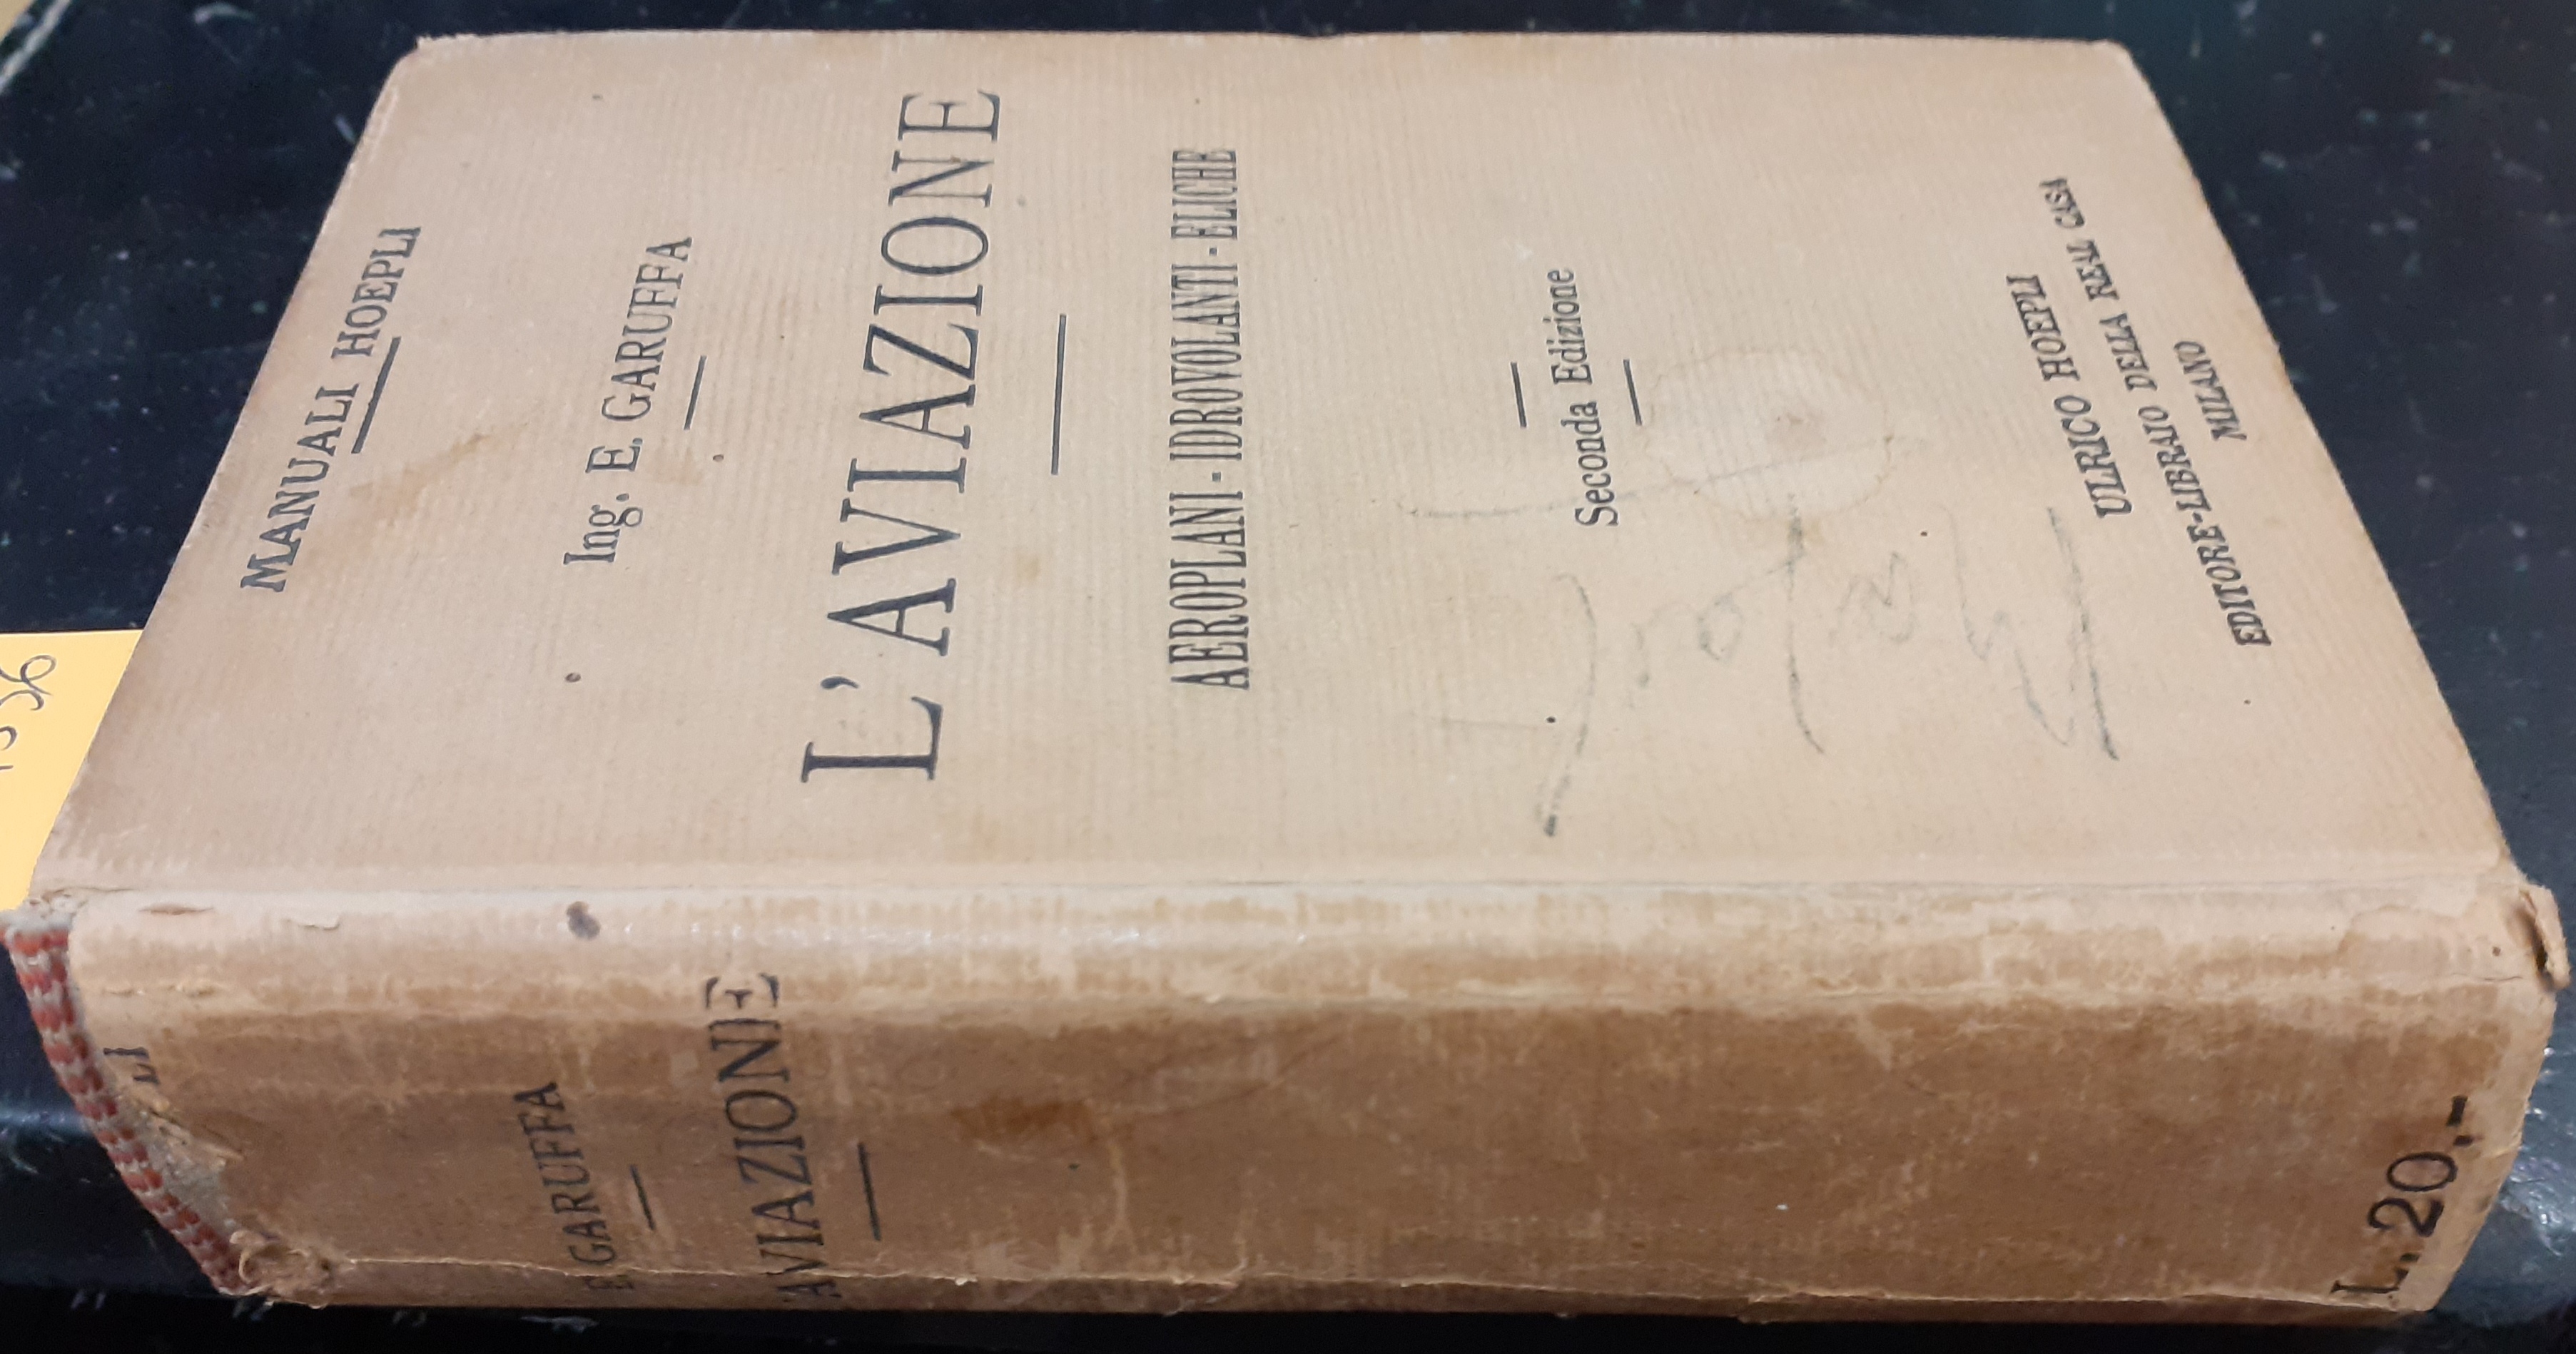 MANUALI HOEPLI
Ing. E. GARUFFA
L'AVIAZIONE
AEROPLANI - IDROVOLANTI - ELICHE
Seconda Edizione
ULRICO HOEPLI
EDITORE-LIBRAIO DELLA REAL CASA
MILANO
LI
E. GARUFFA
'AVIAZIONE
L. 20,-